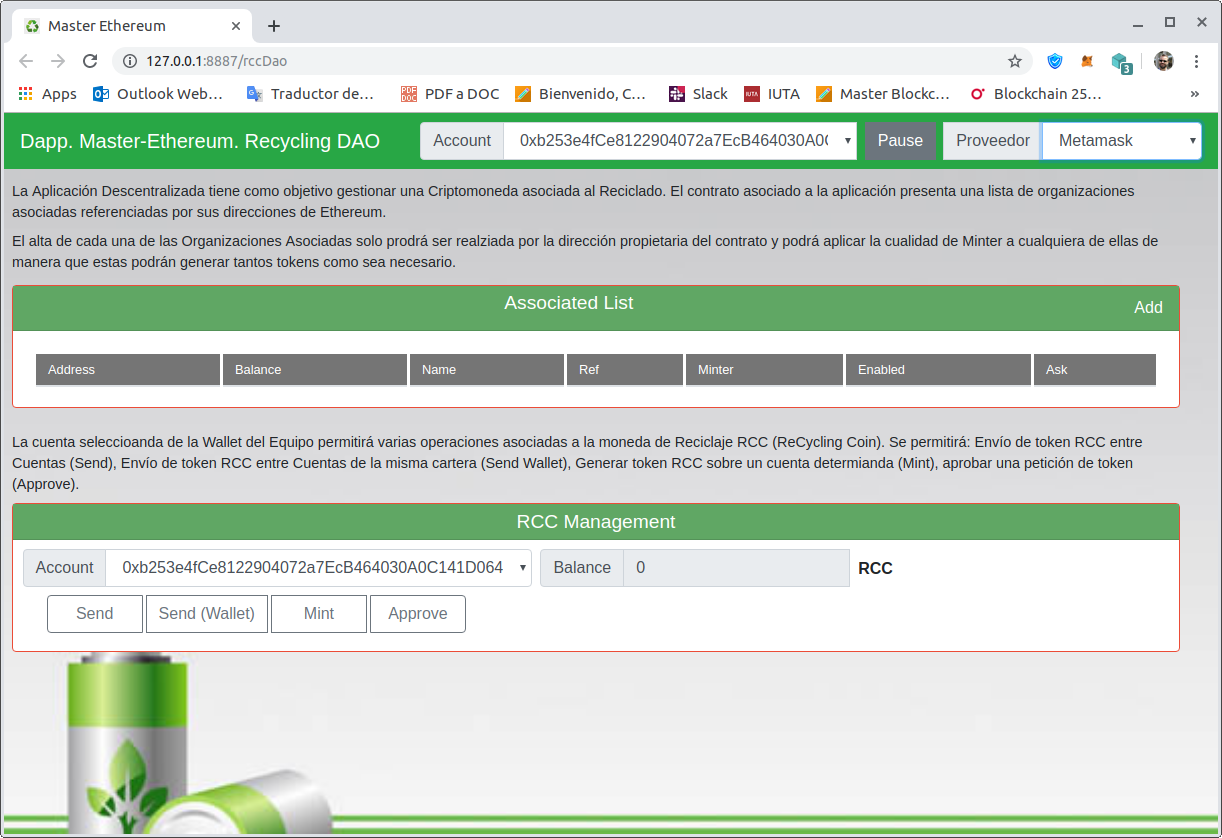 Master Ethereum
127.0.0.1:8887/rccDao
3
Apps Outlook Web... Traductor de... PDF a DOC Bienvenido, C... Slack IUTA Master Blockc... Blockchain 25... »
Dapp. Master-Ethereum. Recycling DAO Account 0xb253e4fCe8122904072a7EcB464030A0( Pause Proveedor Metamask
La Aplicación Descentralizada tiene como objetivo gestionar una Criptomoneda asociada al Reciclado. El contrato asociado a la aplicación presenta una lista de organizaciones
asociadas referenciadas por sus direcciones de Ethereum.
El alta de cada una de las Organizaciones Asociadas solo prodrá ser realziada por la dirección propietaria del contrato y podrá aplicar la cualidad de Minter a cualquiera de ellas de
manera que estas podrán generar tantos tokens como sea necesario.
Associated List Add
Address Balance Name Ref Minter Enabled Ask
La cuenta seleccioanda de la Wallet del Equipo permitirá varias operaciones asociadas a la moneda de Reciclaje RCC (ReCycling Coin). Se permitirá: Envío de token RCC entre
Cuentas (Send), Envío de token RCC entre Cuentas de la misma cartera (Send Wallet), Generar token RCC sobre un cuenta determianda (Mint), aprobar una petición de token
(Approve).
RCC Management
Account 0xb253e4fCe8122904072a7EcB464030A0C141D064 Balance 0 RCC
Send Send (Wallet) Mint Approve